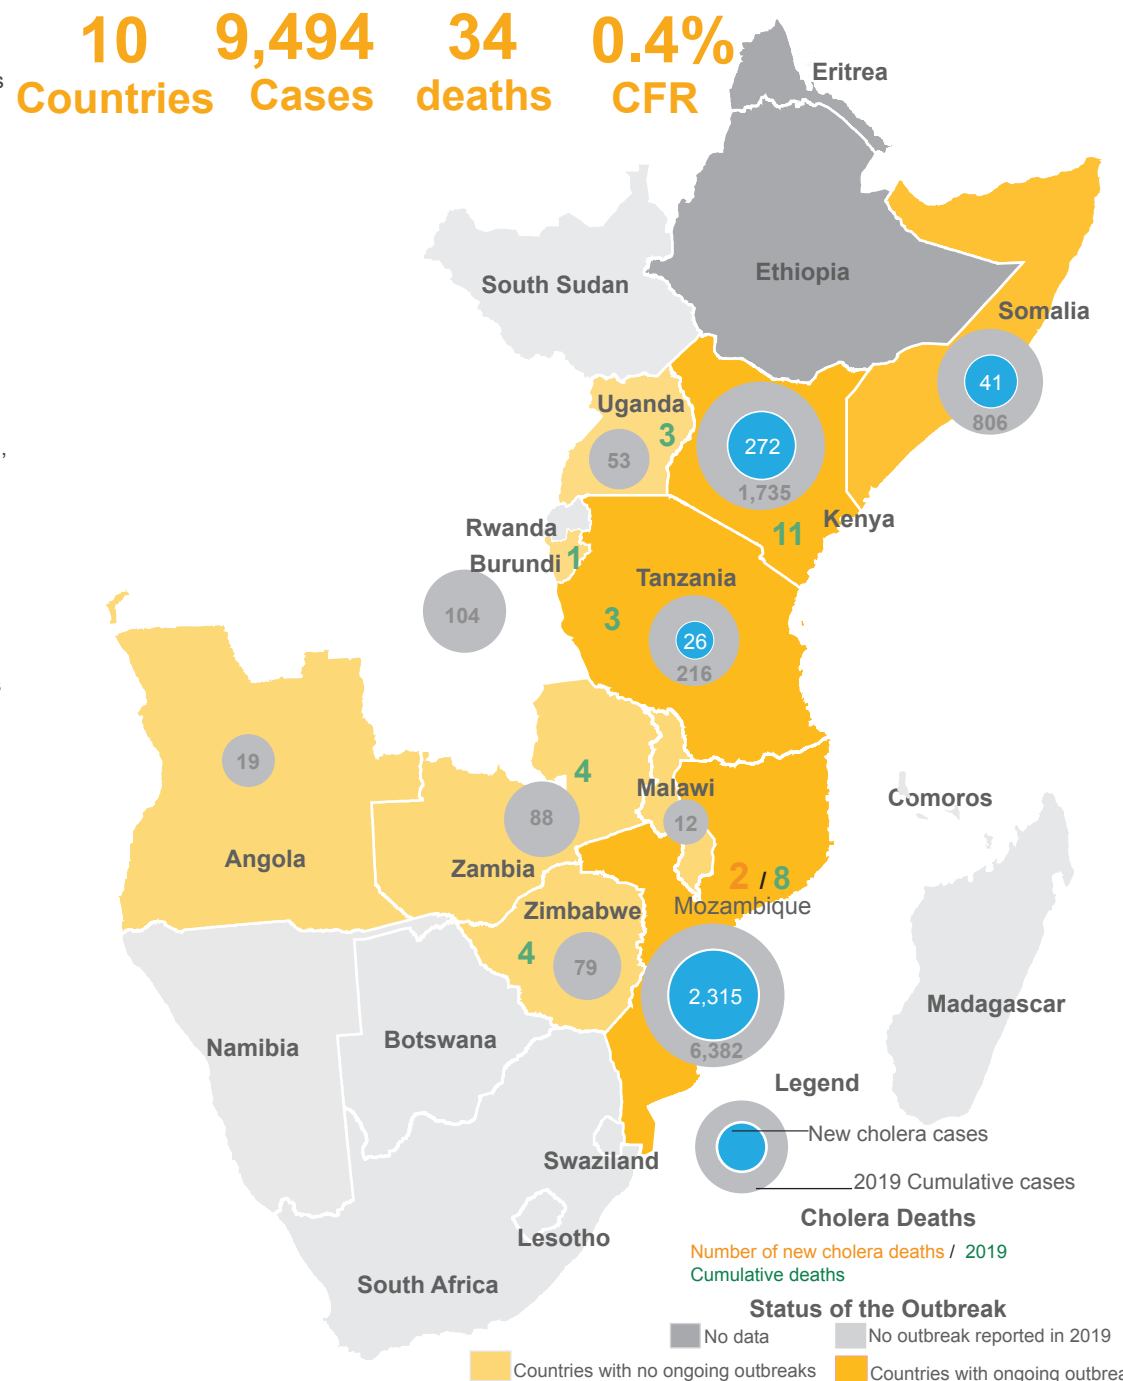 10 9,494 34 0.4%
Countries Cases deaths CFR
s
Eritrea
South Sudan
Ethiopia
Somalia
41
806
Uganda
3
53
272
1,735
,
Kenya
11
Rwanda
Burundi 1
104
Tanzania
3
26
216
s
19
4
Malawi
12
88
Comoros
Angola
Zambia
2 / 8
Mozambique
Zimbabwe
4
79
2,315
6,382
Madagascar
Namibia
Botswana
Legend
New cholera cases
Swaziland
2019 Cumulative cases
Cholera Deaths
Lesotho
Number of new cholera deaths / 2019
Cumulative deaths
South Africa
Status of the Outbreak
No data
No outbreak reported in 2019
Countries with no ongoing outbreaks
Countries with ongoing outbrea